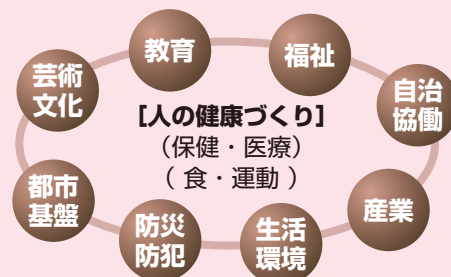 教育
福祉
芸術
文化
自治
協働
[人の健康づくり]
（保健・医療）
（ 食・運動 ）
都市
基盤
産業
防災
防犯
生活
環境